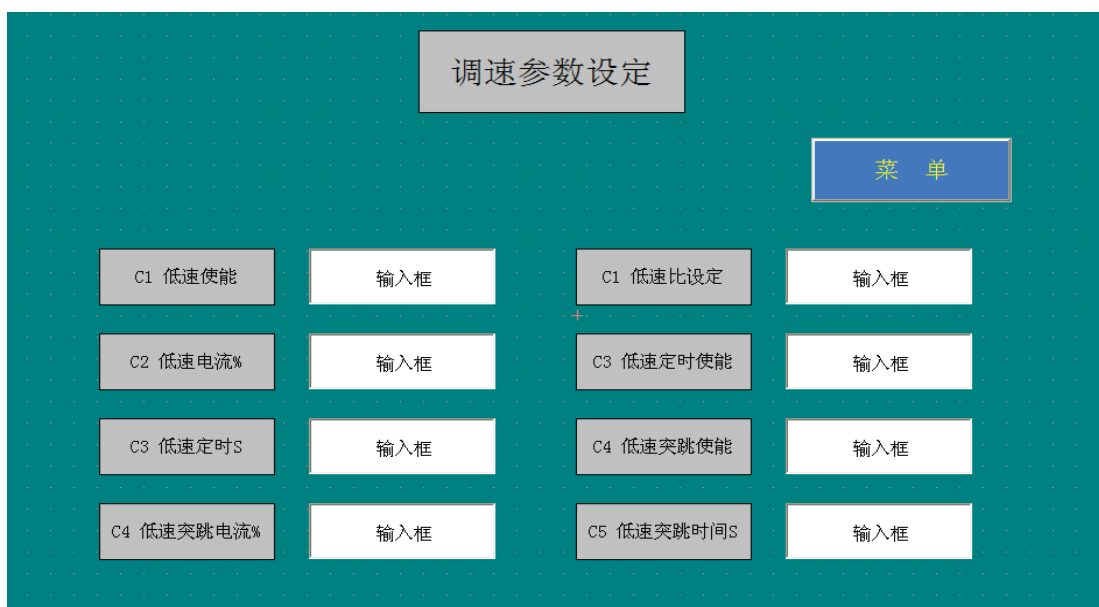 调速参数设定
菜 单
C1 低速使能
输入框
C1 低速比设定
输入框
C2 低速电流%
输入框
C3 低速定时使能
输入框
C3 低速定时S
输入框
C4 低速突跳使能
输入框
C4 低速突跳电流%
输入框
C5 低速突跳时间S
输入框